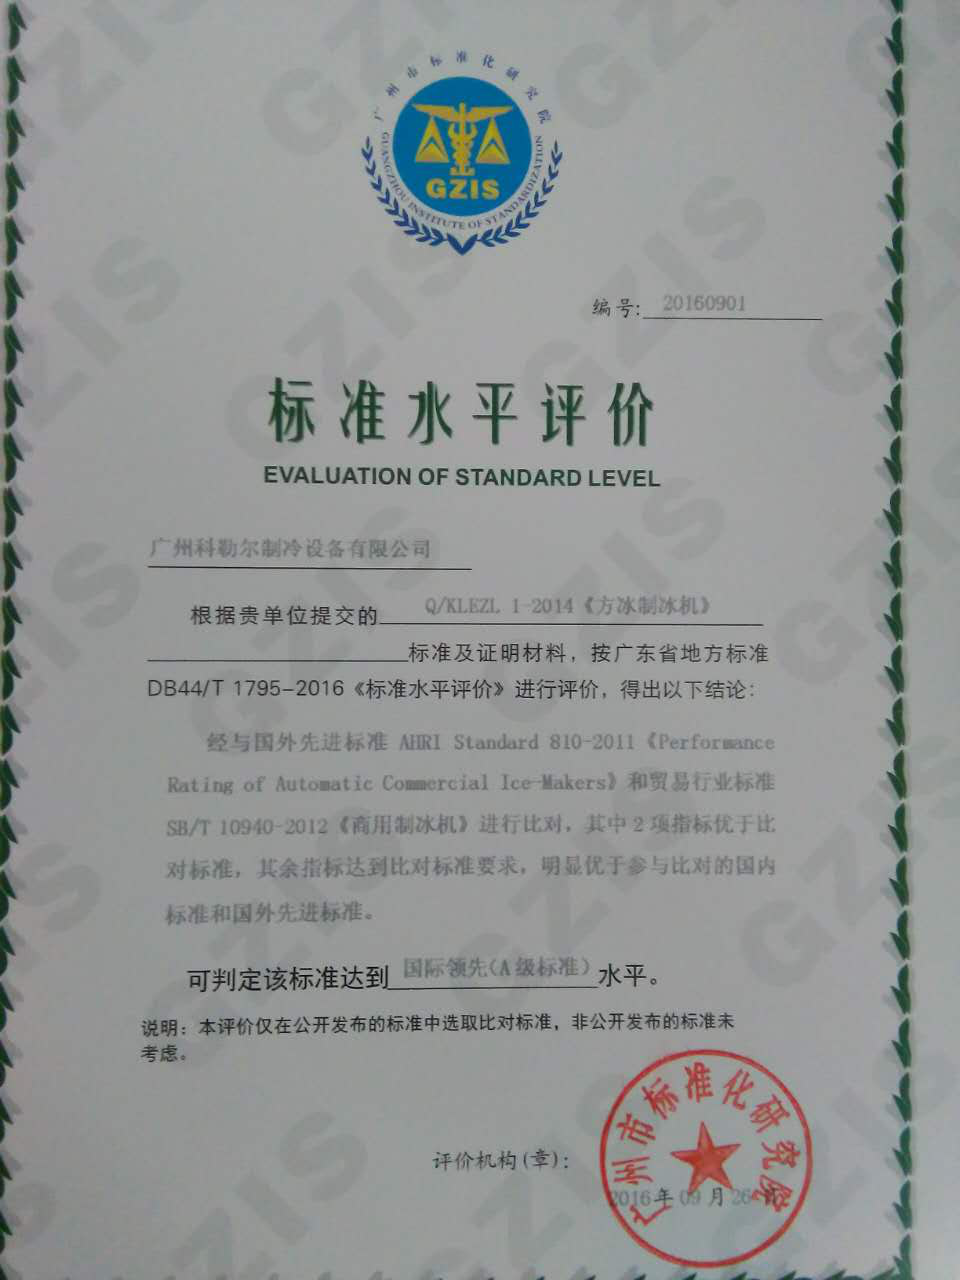 广州市标准化研究院
GZIS
GUANGZHOU INSTITUTE OF STANDARDIZATION
编号: 20160901
标准水平评价
EVALUATION OF STANDARD LEVEL
广州科勒尔制冷设备有限公司
根据贵单位提交的 Q/KLEZL 1-2014《方冰制冰机》
标准及证明材料，按广东省地方标准
DB44/T 1795-2016《标准水平评价》进行评价，得出以下结论：
经与国外先进标准 AHRI Standard 810-2011《Performance
Rating of Automatic Commercial Ice-Makers》和贸易行业标准
SB/T 10940-2012《商用制冰机》进行比对，其中2项指标优于比
对标准，其余指标达到比对标准要求，明显优于参与比对的国内
标准和国外先进标准。
可判定该标准达到 国际领先（A级标准） 水平。
说明：本评价仅在公开发布的标准中选取比对标准，非公开发布的标准未
考虑。
评价机构(章)：
广州市标准化研究院
2016年09月26日